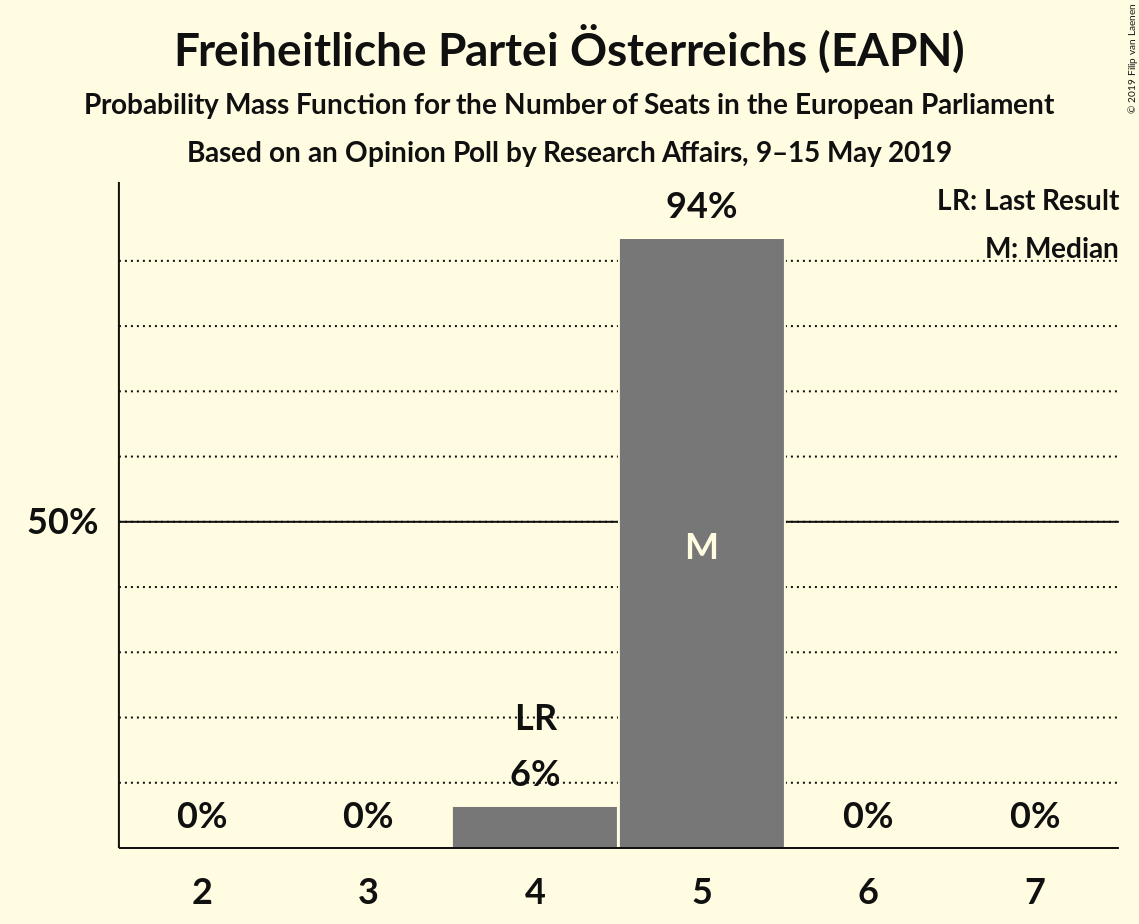 Freiheitliche Partei Österreichs (EAPN)
Probability Mass Function for the Number of Seats in the European Parliament
Based on an Opinion Poll by Research Affairs, 9–15 May 2019
© 2019 Filip van Laenen
LR: Last Result
M: Median
94%
50%
M
LR
6%
0% 0% 0% 0%
2 3 4 5 6 7